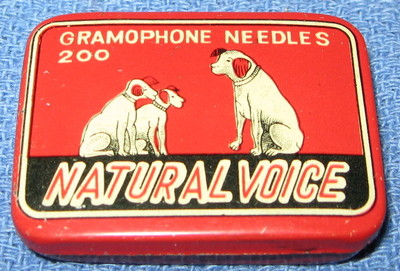 GRAMOPHONE NEEDLES
200
NATURAL VOICE